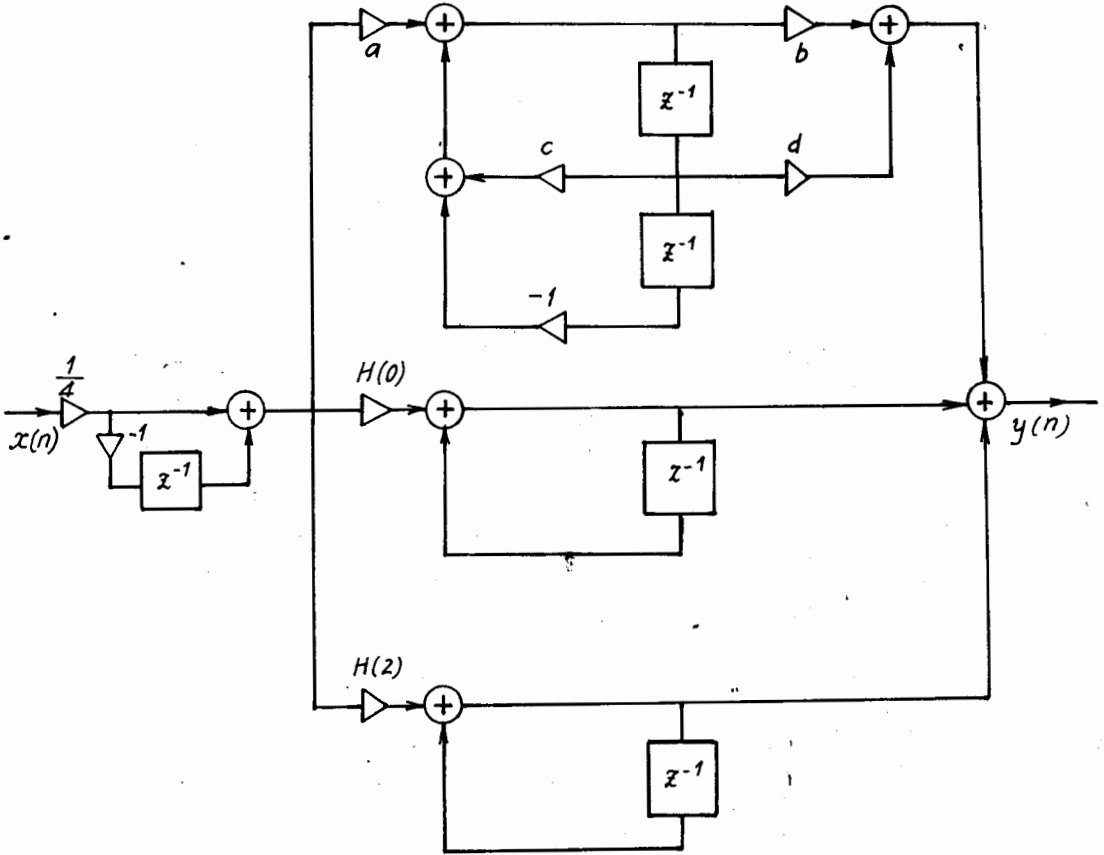 a
+
b
+
z⁻¹
c
d
+
z⁻¹
-1
1/4
H(0)
x(n)
+
+
+
y(n)
-1
z⁻¹
z⁻¹
H(2)
+
z⁻¹